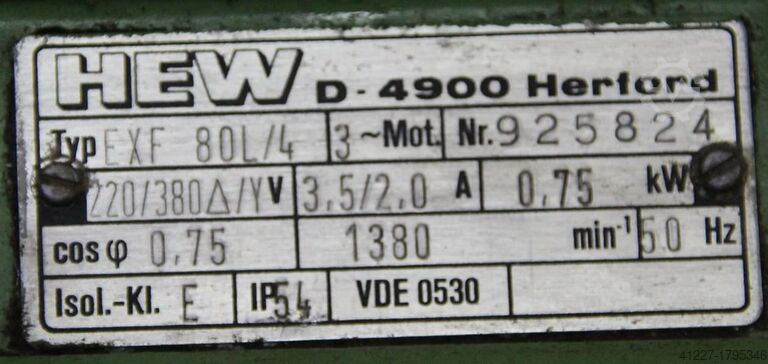 HEW D-4900 Herford
Typ EXF 80L/4 3~Mot. Nr. 925824
220/380Δ/Y V 3,5/2,0 A 0,75 kW
cos φ 0,75 1380 min⁻¹ 50 Hz
Isol.-Kl. E IP54 VDE 0530
41227-1795346